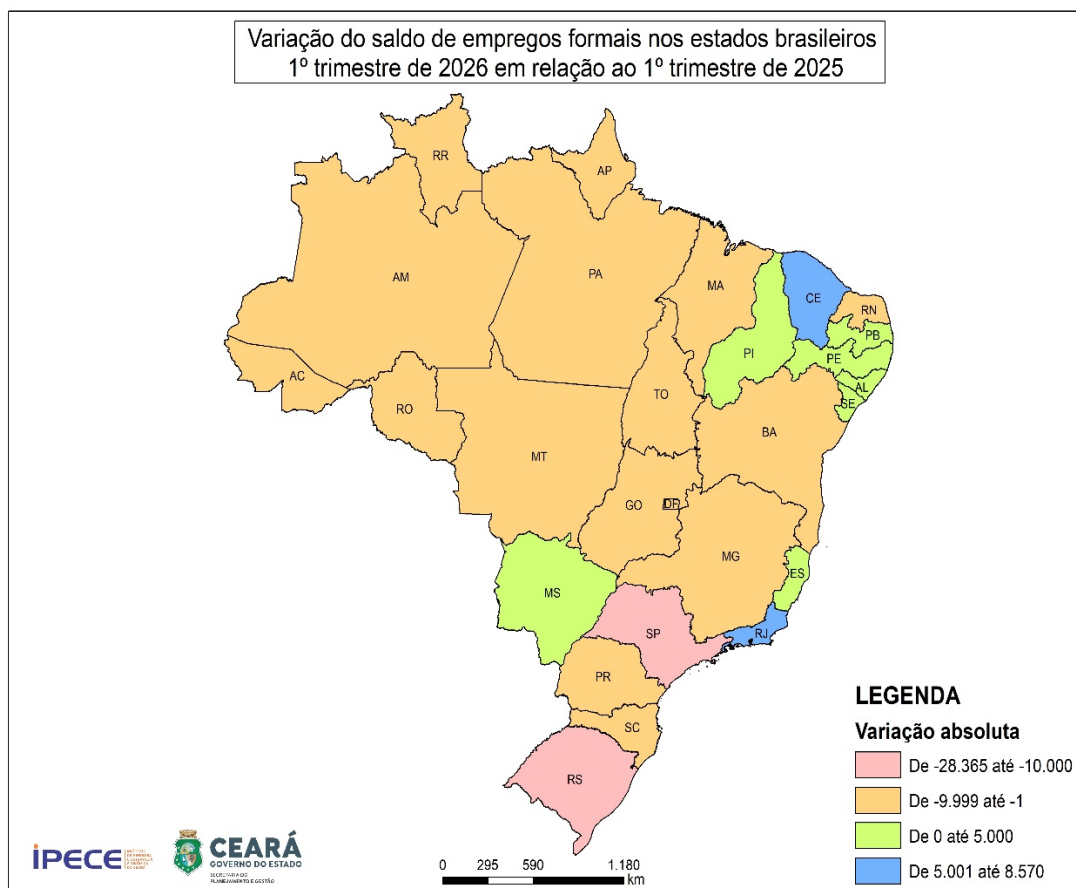 Variação do saldo de empregos formais nos estados brasileiros
1º trimestre de 2026 em relação ao 1º trimestre de 2025
RR
AP
AM
PA
MA
CE
RN
PB
PI
PE
AL
SE
AC
TO
RO
BA
MT
GO
DF
MG
ES
MS
SP
RJ
PR
SC
RS
LEGENDA
Variação absoluta
De -28.365 até -10.000
De -9.999 até -1
De 0 até 5.000
De 5.001 até 8.570
0 295 590 1.180
km
iPECE
CEARÁ
GOVERNO DO ESTADO
SECRETARIA DO
PLANEJAMENTO E GESTÃO